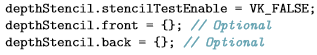 depthStencil.stencilTestEnable = VK_FALSE;
depthStencil.front = {}; // Optional
depthStencil.back = {}; // Optional